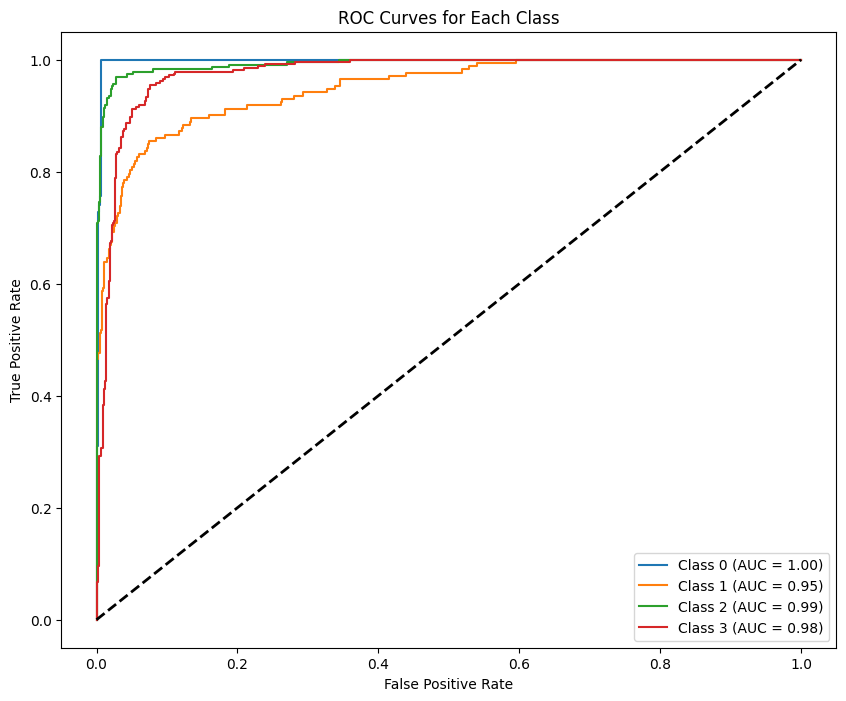 ROC Curves for Each Class
True Positive Rate
1.0
0.8
0.6
0.4
0.2
0.0
Class 0 (AUC = 1.00)
Class 1 (AUC = 0.95)
Class 2 (AUC = 0.99)
Class 3 (AUC = 0.98)
0.0 0.2 0.4 0.6 0.8 1.0
False Positive Rate